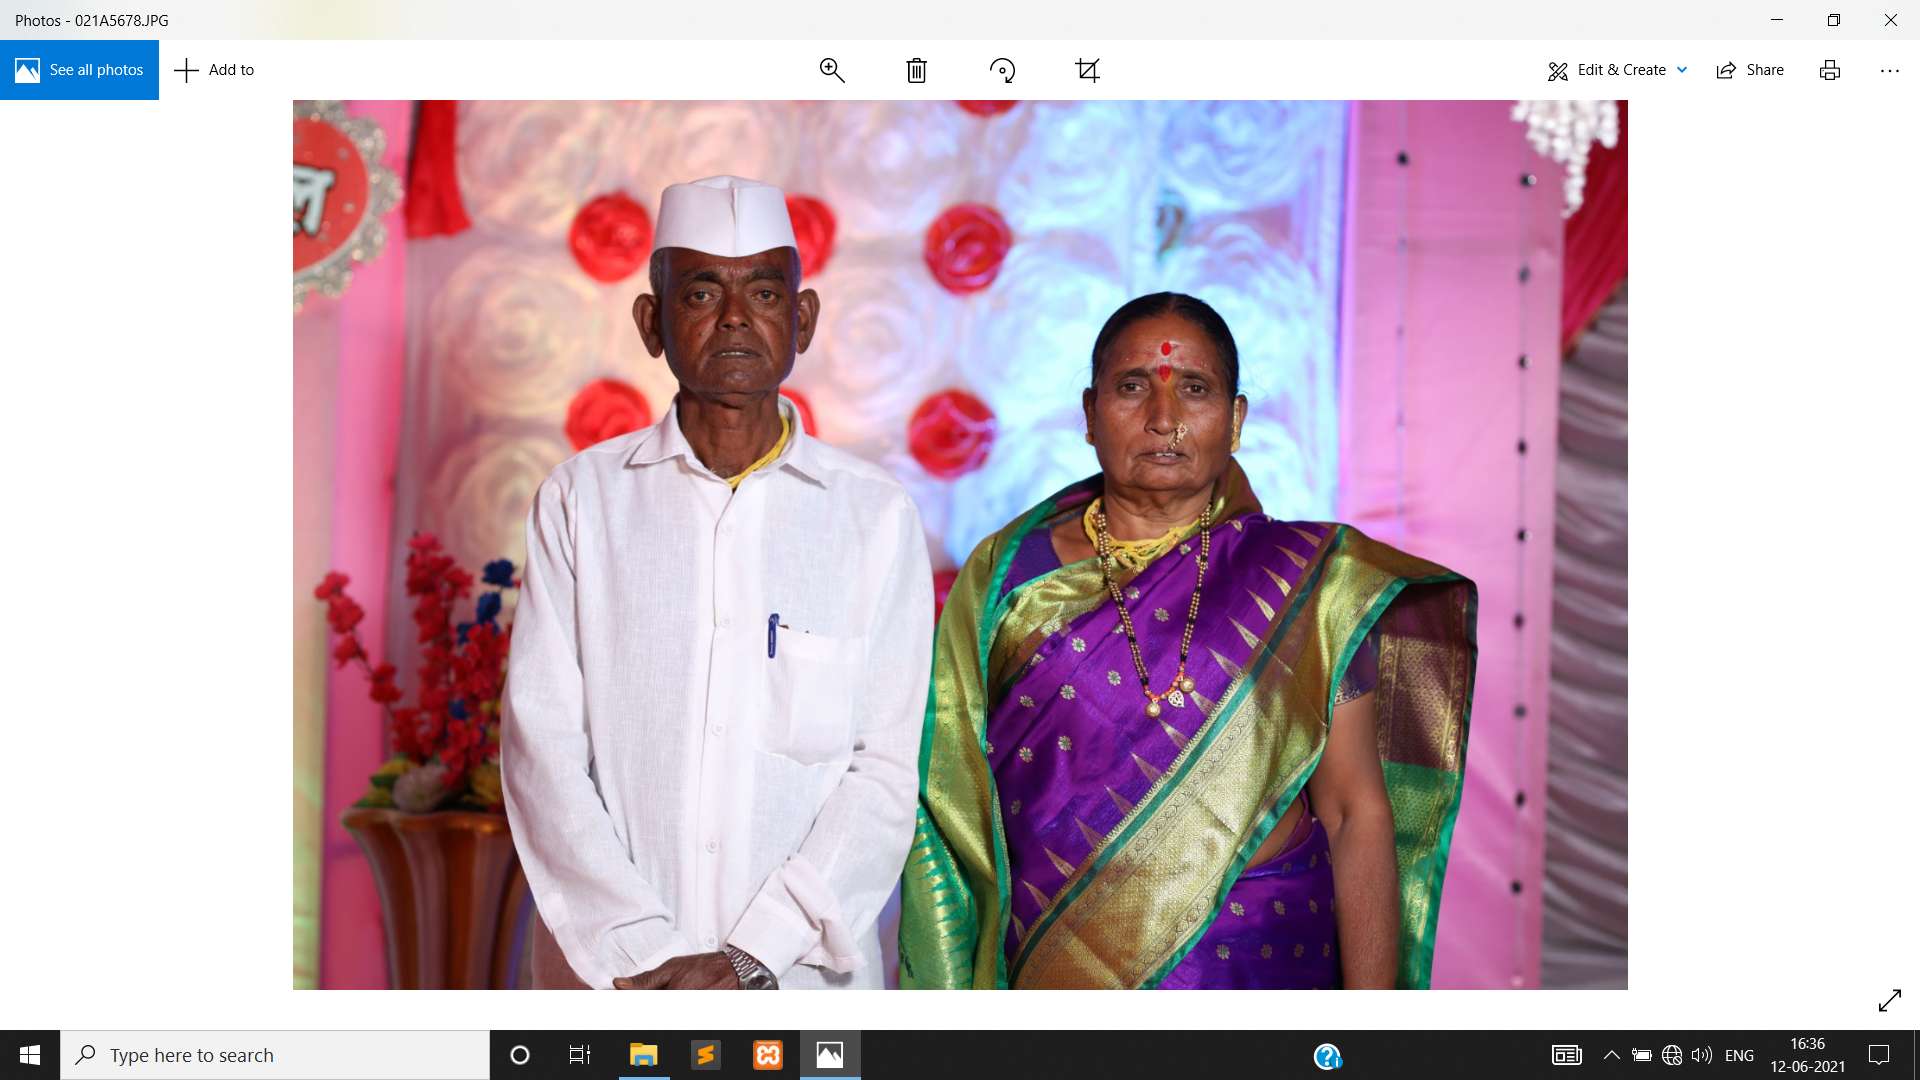 Photos - 021A5678.JPG
See all photos
Add to
Edit & Create
Share
Type here to search
ENG
16:36
12-06-2021